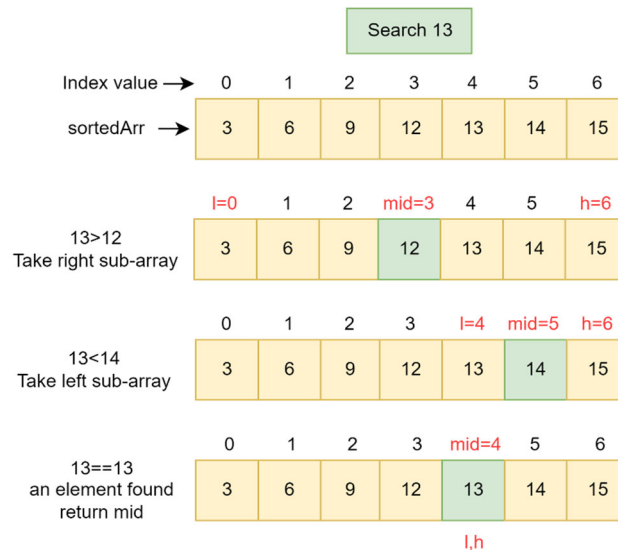 Search 13
Index value 0 1 2 3 4 5 6
sortedArr 3 6 9 12 13 14 15
l=0 1 2 mid=3 4 5 h=6
13>12
Take right sub-array
3 6 9 12 13 14 15
0 1 2 3 l=4 mid=5 h=6
13<14
Take left sub-array
3 6 9 12 13 14 15
0 1 2 3 mid=4 5 6
13==13
an element found
return mid
3 6 9 12 13 14 15
l,h